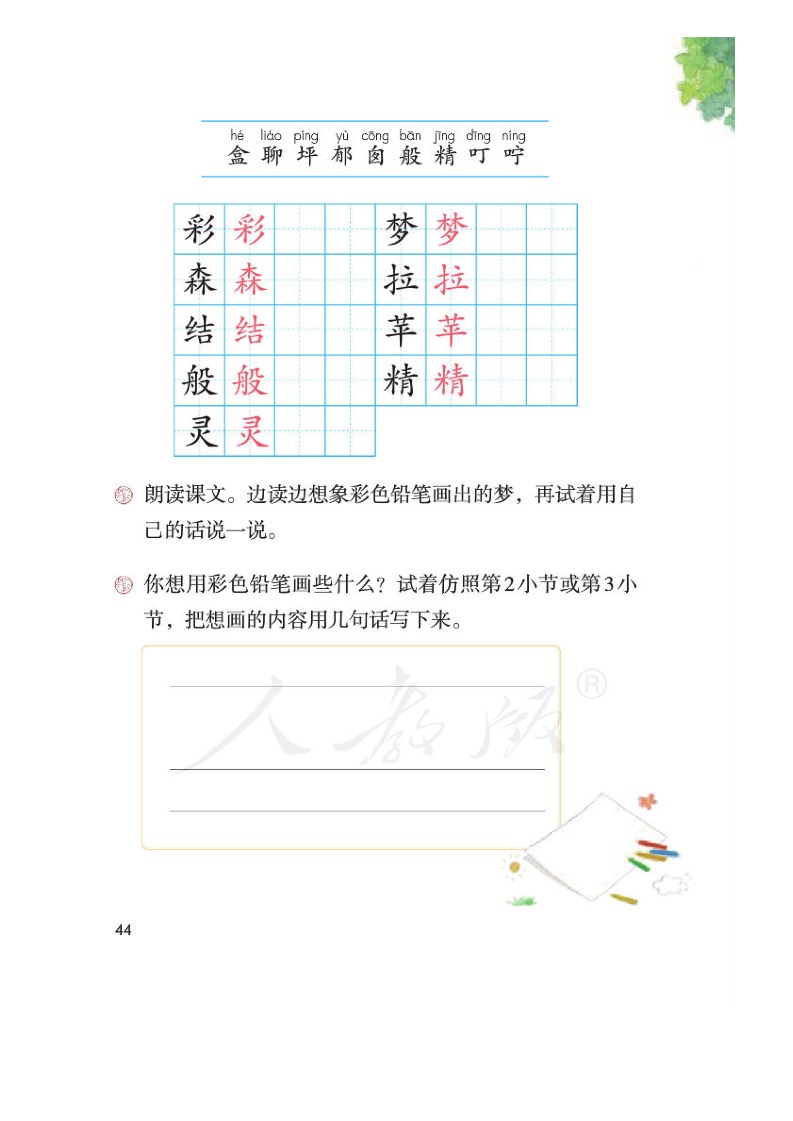 hé liáo píng yù cōng bān jīng dīng níng
盒 聊 坪 郁 囱 般 精 叮 咛
彩 彩 梦 梦
森 森 拉 拉
结 结 苹 苹
般 般 精 精
灵 灵
朗读课文。边读边想象彩色铅笔画出的梦，再试着用自
己的话说一说。
你想用彩色铅笔画些什么？试着仿照第2小节或第3小
节，把想画的内容用几句话写下来。
人教版®
44